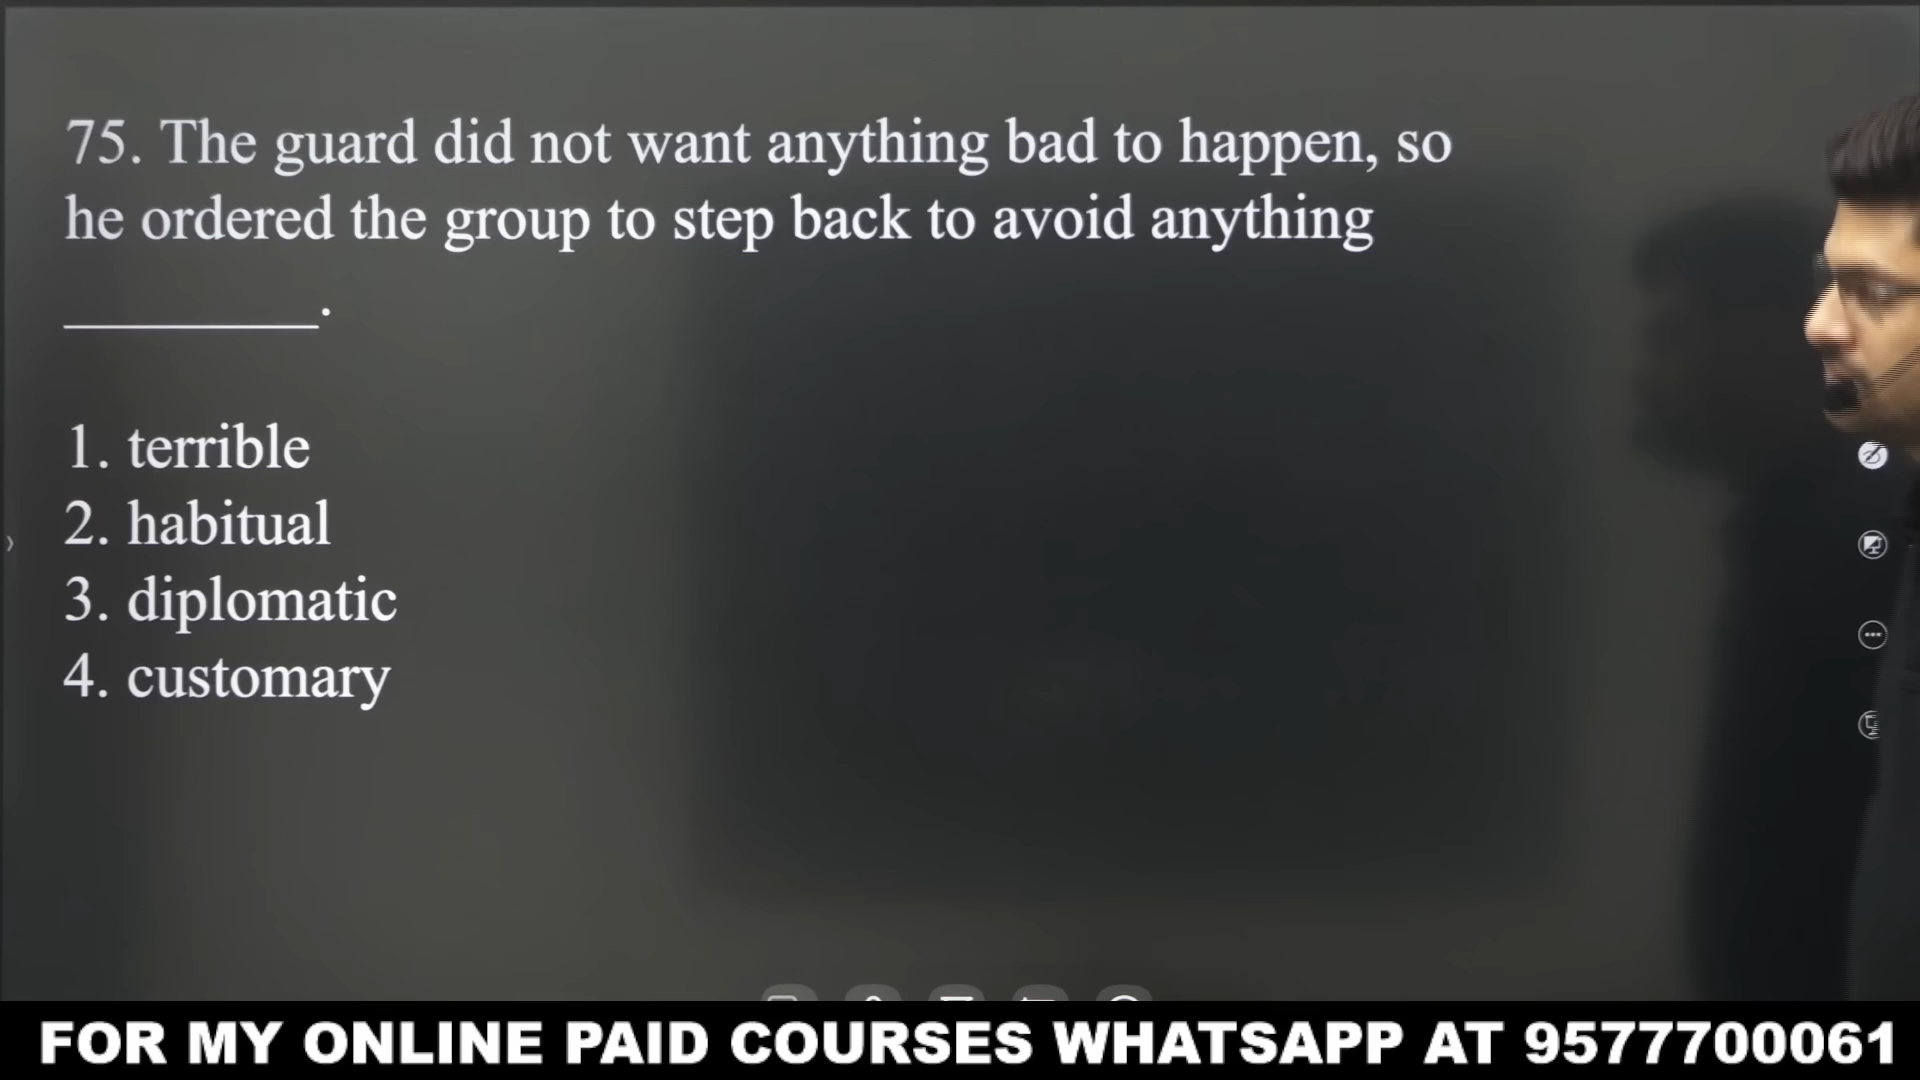 75. The guard did not want anything bad to happen, so
he ordered the group to step back to avoid anything
__________.
1. terrible
2. habitual
3. diplomatic
4. customary
FOR MY ONLINE PAID COURSES WHATSAPP AT 9577700061